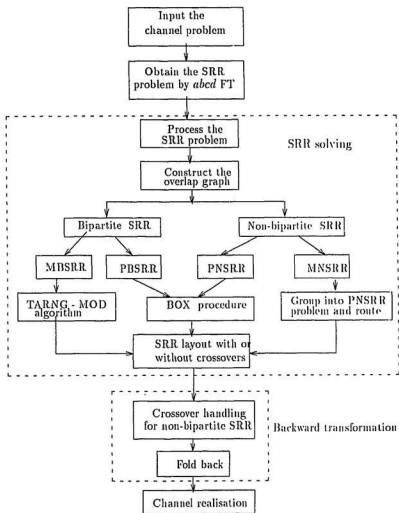 Input the
channel problem
Obtain the SRR
problem by abcd FT
Process the
SRR problem
SRR solving
Construct the
overlap graph
Bipartite SRR
Non-bipartite SRR
MBSRR
PBSRR
PNSRR
MNSRR
TARNG - MOD
algorithm
BOX procedure
Group into PNSRR
problem and route
SRR layout with or
without crossovers
Crossover handling
for non-bipartite SRR
Backward transformation
Fold back
Channel realisation